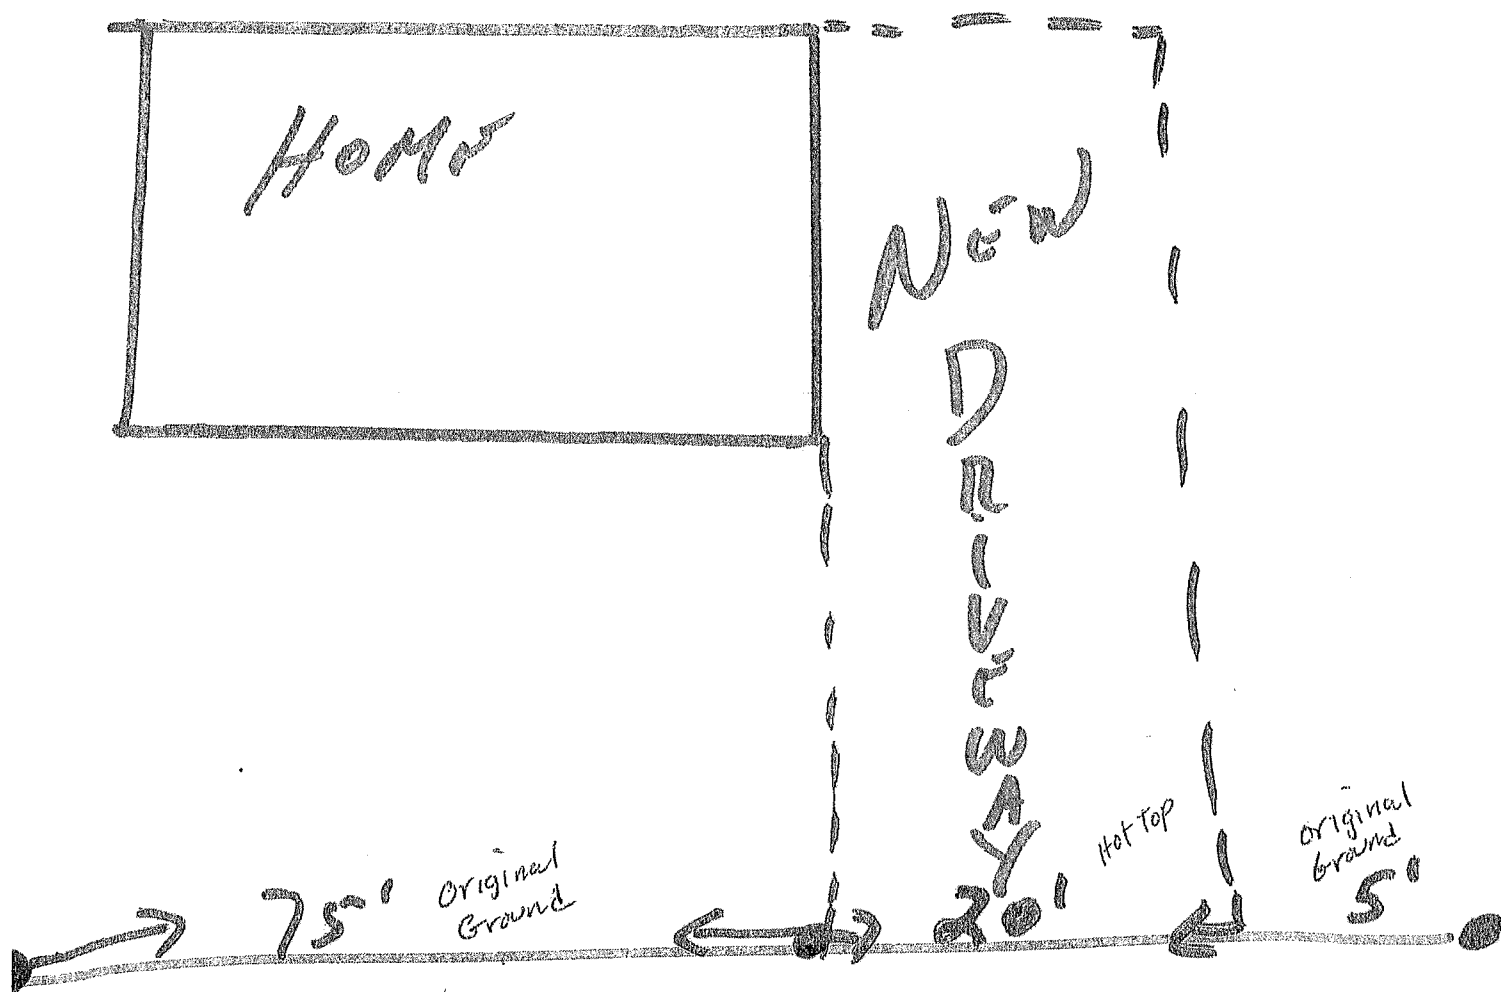 HOME
NEW
DRIVEWAY
Hot Top
Original
Ground
75'
Original
Ground
20'
5'